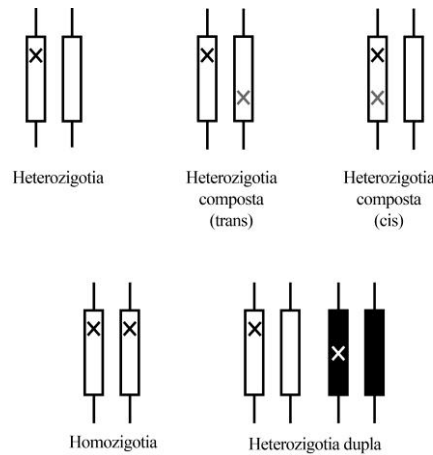 Heterozigotia
Heterozigotia
composta
(trans)
Heterozigotia
composta
(cis)
Homozigotia
Heterozigotia dupla